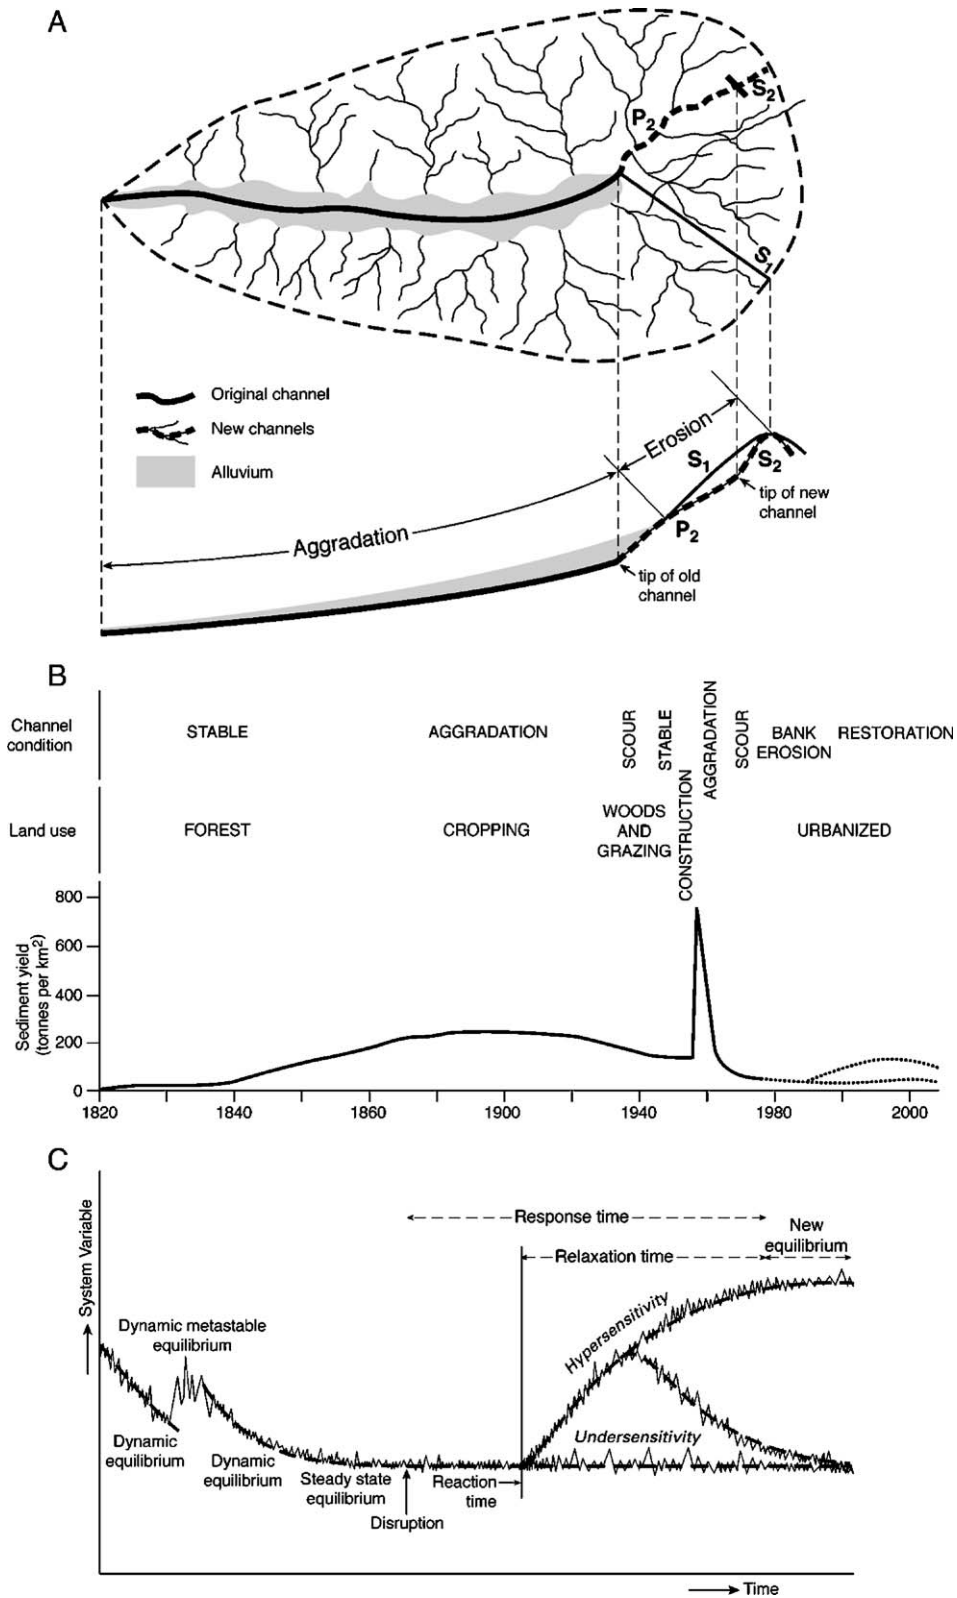 A
S2
P2
S1
Original channel
New channels
Alluvium
Erosion
S1
S2
tip of new
channel
Aggradation
P2
tip of old
channel
B
Channel
condition
STABLE
AGGRADATION
SCOUR
STABLE
AGGRADATION
SCOUR
BANK
EROSION
RESTORATION
Land use
FOREST
CROPPING
WOODS
AND
GRAZING
CONSTRUCTION
URBANIZED
Sediment yield
(tonnes per km2)
800
600
400
200
0
1820
1840
1860
1900
1940
1980
2000
C
System Variable
Response time
Relaxation time
New
equilibrium
Dynamic metastable
equilibrium
Hypersensitivity
Undersensitivity
Dynamic
equilibrium
Dynamic
equilibrium
Steady state
equilibrium
Reaction
time
Disruption
Time